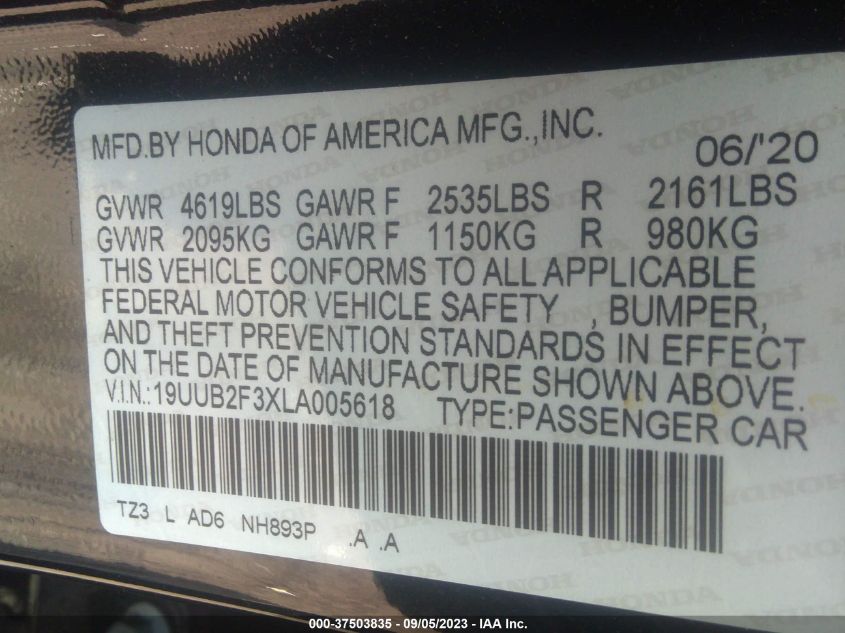 MFD.BY HONDA OF AMERICA MFG.,INC.
06/'20
GVWR 4619LBS GAWR F 2535LBS R 2161LBS
GVWR 2095KG GAWR F 1150KG R 980KG
THIS VEHICLE CONFORMS TO ALL APPLICABLE
FEDERAL MOTOR VEHICLE SAFETY , BUMPER,
AND THEFT PREVENTION STANDARDS IN EFFECT
ON THE DATE OF MANUFACTURE SHOWN ABOVE.
V.I.N.:19UUB2F3XLA005618 TYPE:PASSENGER CAR
TZ3 L AD6 NH893P .A .A
000-37503835 - 09/05/2023 - IAA Inc.